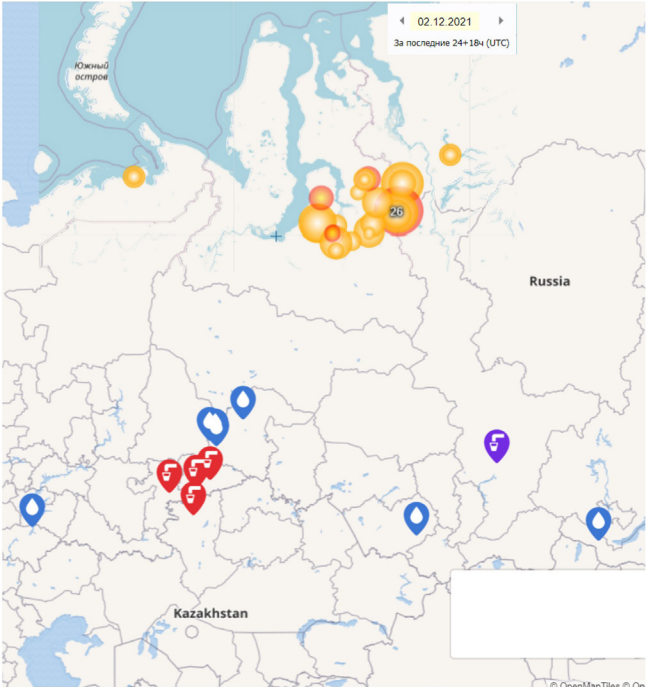 02.12.2021
За последние 24+18ч (UTC)
Южный
остров
26
Russia
Kazakhstan
© OpenMapTiles © Op